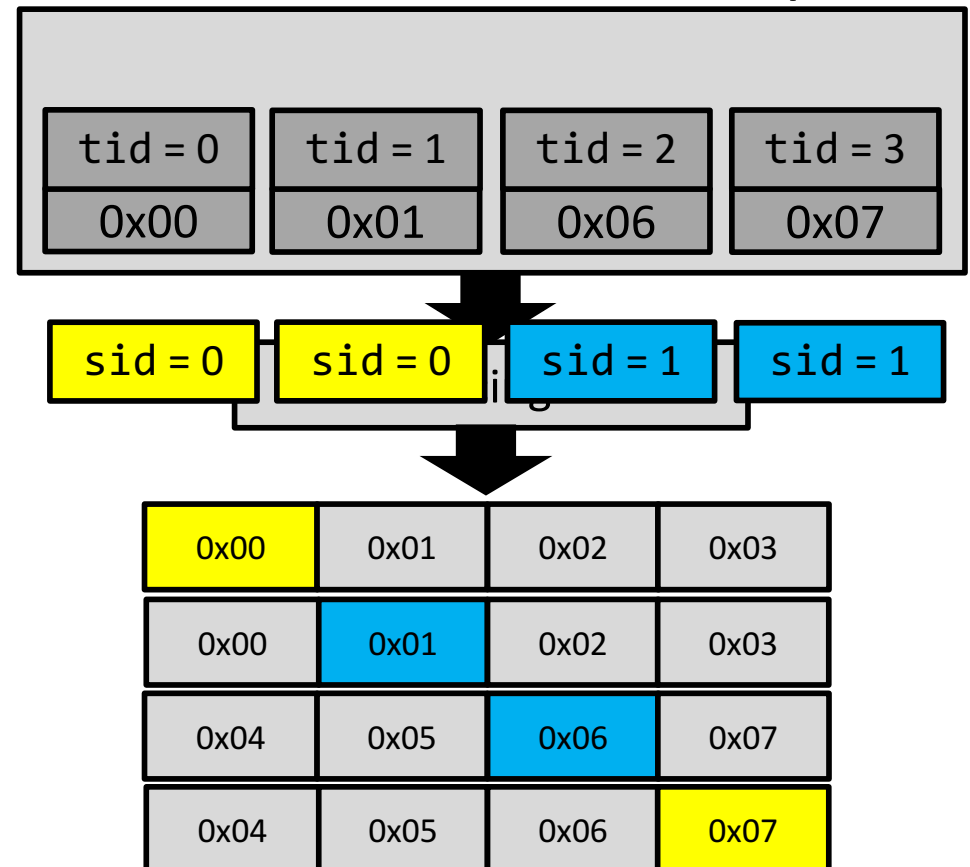 tid = 0 tid = 1 tid = 2 tid = 3
0x00 0x01 0x06 0x07
sid = 0 sid = 0 sid = 1 sid = 1
0x00 0x01 0x02 0x03
0x00 0x01 0x02 0x03
0x04 0x05 0x06 0x07
0x04 0x05 0x06 0x07